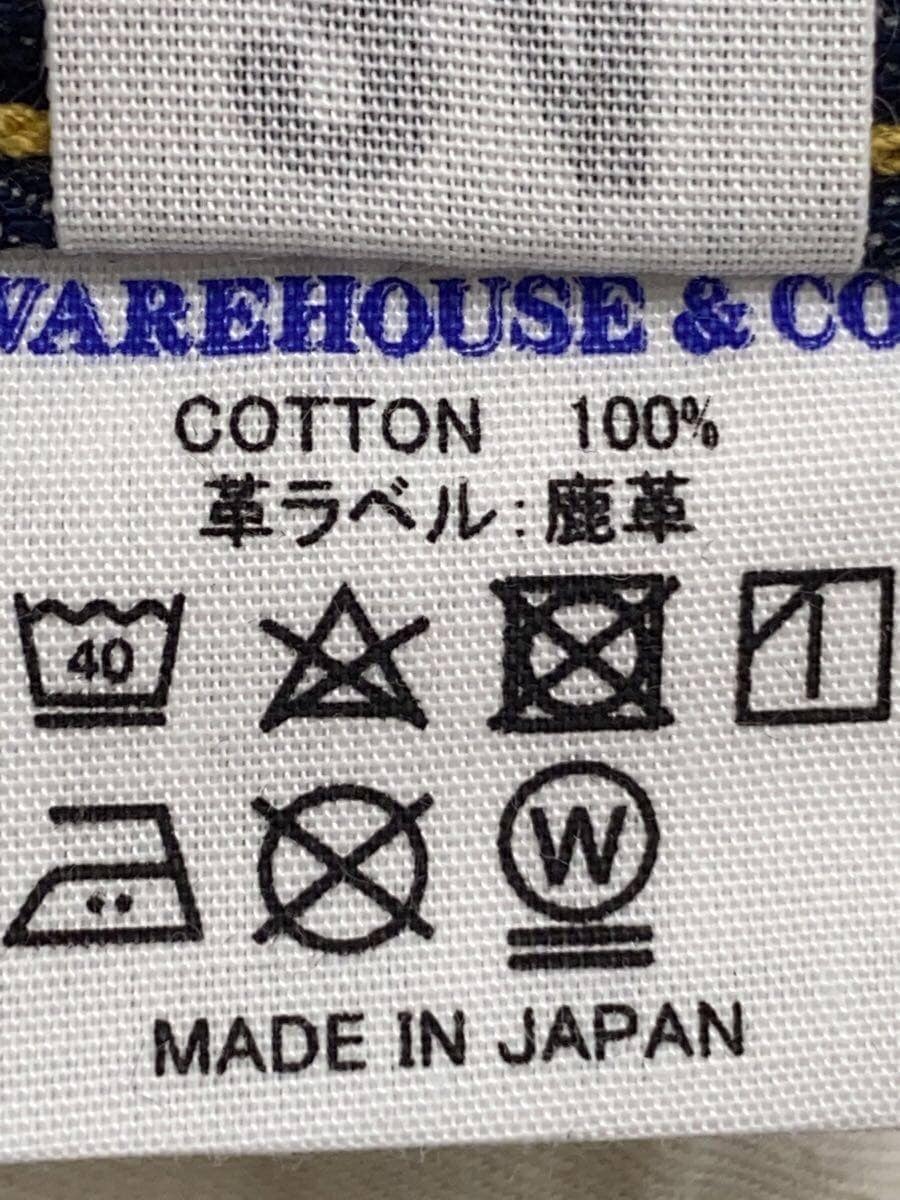 WAREHOUSE & CO
COTTON 100%
革ラベル:鹿革
40
W
MADE IN JAPAN